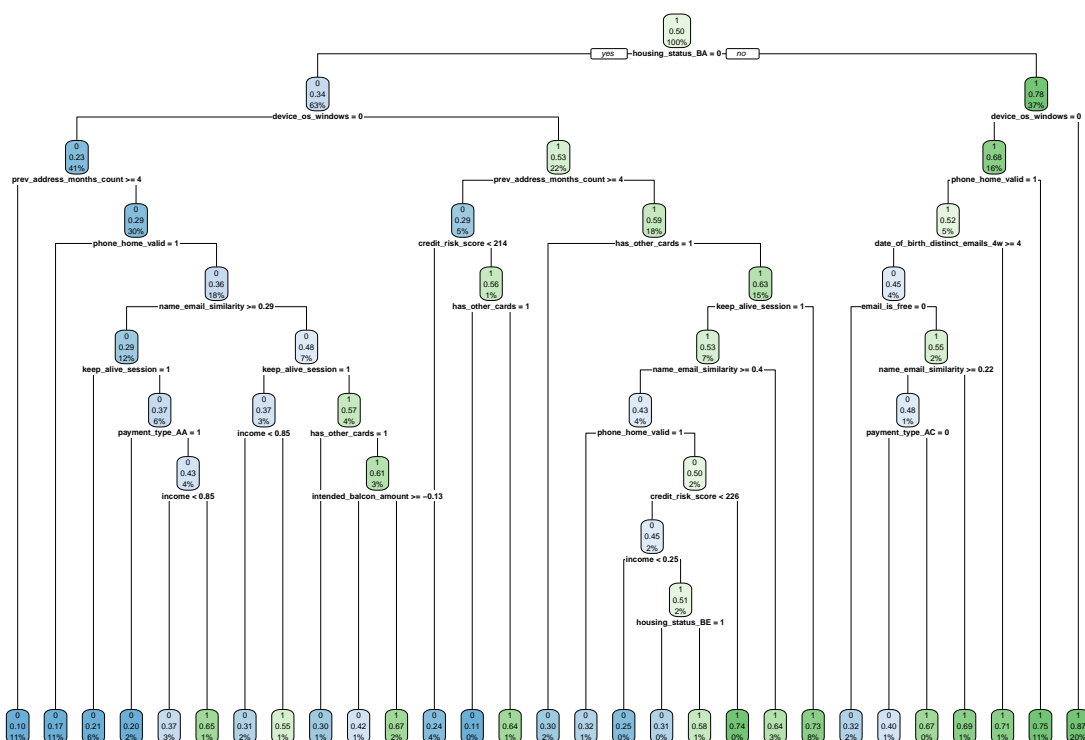 1
0.50
100%
yes housing_status_BA = 0 no
0
0.34
63%
1
0.78
37%
device_os_windows = 0
device_os_windows = 0
0
0.23
41%
1
0.53
22%
1
0.68
16%
prev_address_months_count >= 4
prev_address_months_count >= 4
phone_home_valid = 1
0
0.29
30%
0
0.29
5%
1
0.59
18%
1
0.52
5%
phone_home_valid = 1
credit_risk_score < 214
has_other_cards = 1
date_of_birth_distinct_emails_4w >= 4
0
0.36
18%
1
0.56
1%
1
0.63
15%
0
0.45
4%
name_email_similarity >= 0.29
has_other_cards = 1
keep_alive_session = 1
email_is_free = 0
0
0.29
12%
0
0.48
7%
1
0.53
7%
1
0.55
2%
keep_alive_session = 1
keep_alive_session = 1
name_email_similarity >= 0.4
name_email_similarity >= 0.22
0
0.37
6%
0
0.37
3%
1
0.57
4%
0
0.43
4%
0
0.48
1%
payment_type_AA = 1
income < 0.85
has_other_cards = 1
phone_home_valid = 1
payment_type_AC = 0
0
0.43
4%
1
0.61
3%
0
0.50
2%
income < 0.85
intended_balcon_amount >= −0.13
credit_risk_score < 226
0
0.45
2%
income < 0.25
1
0.51
2%
housing_status_BE = 1
0 0 0 0 0 1 0 1 0 0 1 0 0 1 0 0 0 0 1 1 1 1 0 0 1 1 1 1 1
0.10 0.17 0.21 0.20 0.37 0.65 0.31 0.55 0.30 0.42 0.67 0.24 0.11 0.64 0.30 0.32 0.25 0.31 0.58 0.74 0.64 0.73 0.32 0.40 0.67 0.69 0.71 0.75 0.87
11% 11% 6% 2% 3% 1% 2% 1% 1% 1% 2% 4% 0% 1% 2% 1% 0% 0% 1% 0% 3% 8% 2% 1% 0% 1% 1% 11% 20%